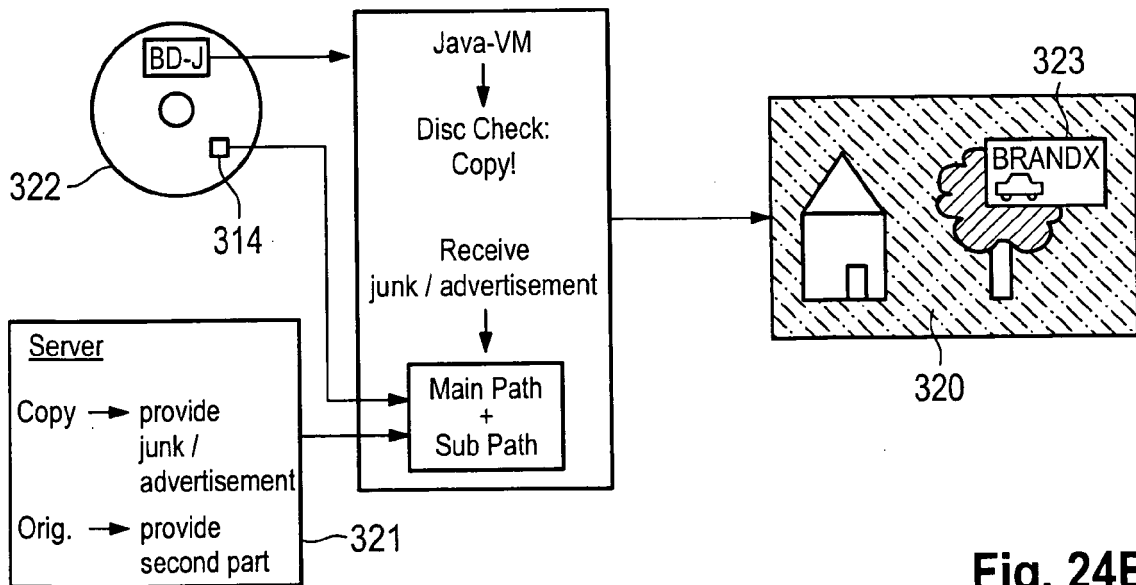 BD-J
322
314
Java-VM
Disc Check:
Copy!
Receive
junk / advertisement
Main Path
+
Sub Path
Server
Copy → provide
junk /
advertisement
Orig. → provide
second part
321
323
BRANDX
320
Fig. 24B